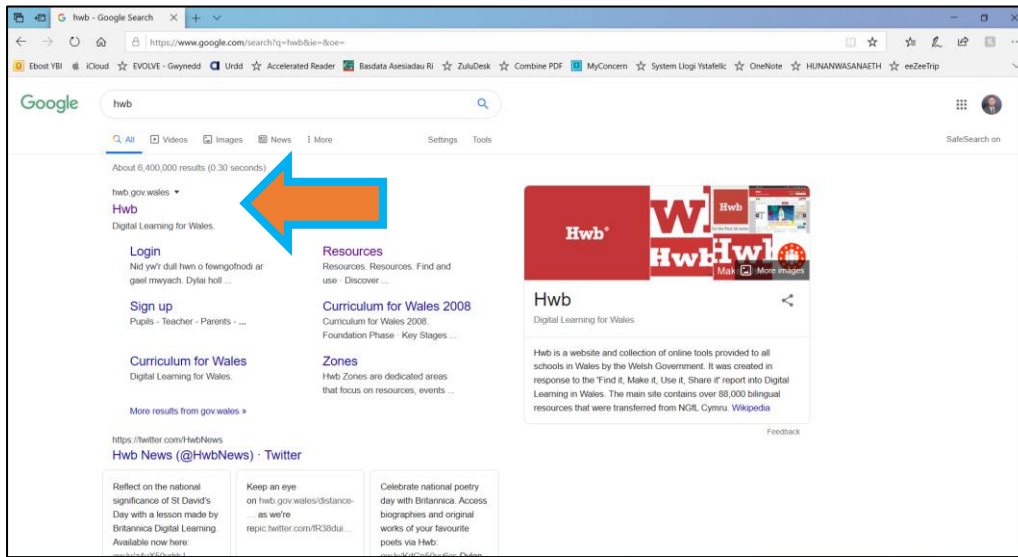 hwb - Google Search
https://www.google.com/search?q=hwb&ie=&oe=
Ebost YBI iCloud EVOLVE - Gwynedd Urdd Accelerated Reader Basdata Asesiadau Ri ZuluDesk Combine PDF MyConcern System Llogi Ystafelle OneNote HUNANWASANAETH eeZeeTrip
Google
hwb
All Videos Images News More Settings Tools
SafeSearch on
About 6,400,000 results (0.30 seconds)
hwb.gov.wales
Hwb
Digital Learning for Wales.
Login
Nid yw'r dull hwn o fewngofnodi ar
gael mwyach. Dylai holl ...
Resources
Resources. Resources. Find and
use · Discover ...
Sign up
Pupils - Teacher - Parents - ...
Curriculum for Wales 2008
Curriculum for Wales 2008.
Foundation Phase · Key Stages ...
Curriculum for Wales
Digital Learning for Wales.
Zones
Hwb Zones are dedicated areas
that focus on resources, events ...
More results from gov.wales »
https://twitter.com/HwbNews
Hwb News (@HwbNews) · Twitter
Reflect on the national
significance of St David's
Day with a lesson made by
Britannica Digital Learning.
Available now here:
Keep an eye
on hwb.gov.wales/distance-
... as we're
repic.twitter.com/fR38dui...
Celebrate national poetry
day with Britannica. Access
biographies and original
works of your favourite
poets via Hwb:
Hwb
Hwb
Hwb
More images
Hwb
Digital Learning for Wales
Hwb is a website and collection of online tools provided to all
schools in Wales by the Welsh Government. It was created in
response to the 'Find it, Make it, Use it, Share it' report into Digital
Learning in Wales. The main site contains over 88,000 bilingual
resources that were transferred from NGfL Cymru. Wikipedia
Feedback